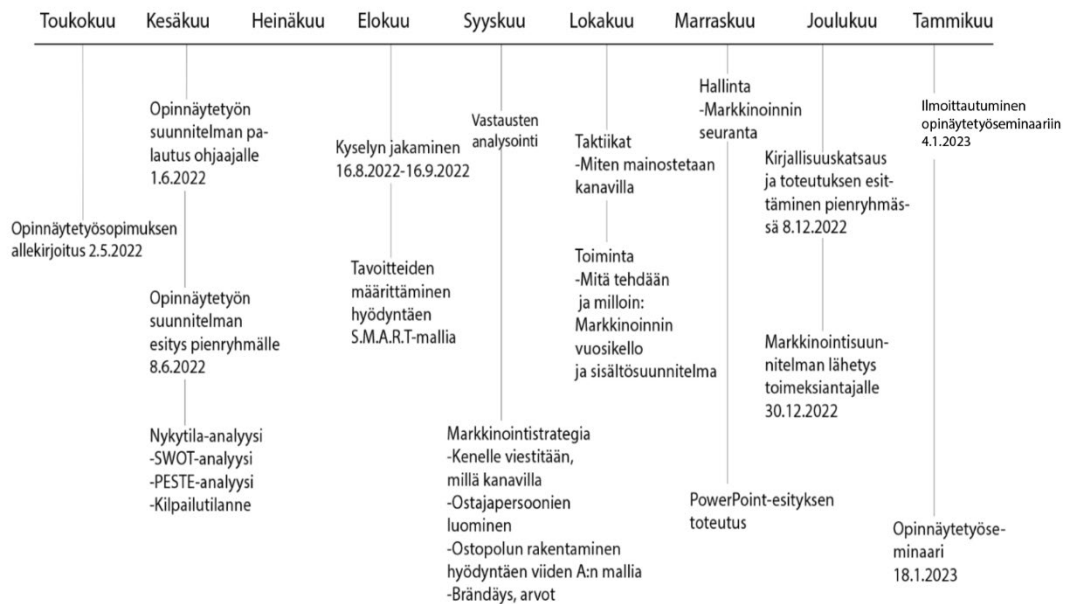 Toukokuu Kesäkuu Heinäkuu Elokuu Syyskuu Lokakuu Marraskuu Joulukuu Tammikuu
Opinnäytetyösopimuksen
allekirjoitus 2.5.2022
Opinnäytetyön
suunnitelman pa-
lautus ohjaajalle
1.6.2022
Opinnäytetyön
suunnitelman
esitys pienryhmälle
8.6.2022
Nykytila-analyysi
-SWOT-analyysi
-PESTE-analyysi
-Kilpailutilanne
Kyselyn jakaminen
16.8.2022-16.9.2022
Tavoitteiden
määrittäminen
hyödyntäen
S.M.A.R.T-mallia
Vastausten
analysointi
Markkinointistrategia
-Kenelle viestitään,
millä kanavilla
-Ostajapersoonien
luominen
-Ostopolun rakentaminen
hyödyntäen viiden A:n mallia
-Brändäys, arvot
Taktiikat
-Miten mainostetaan
kanavilla
Toiminta
-Mitä tehdään
ja milloin:
Markkinoinnin
vuosikello
ja sisältösuunnitelma
Hallinta
-Markkinoinnin
seuranta
PowerPoint-esityksen
toteutus
Kirjallisuuskatsaus
ja toteutuksen esit-
täminen pienryhmäs-
sä 8.12.2022
Markkinointisuun-
nitelman lähetys
toimeksiantajalle
30.12.2022
Ilmoittautuminen
opinäytetyöseminaariin
4.1.2023
Opinnäytetyöse-
minaari
18.1.2023